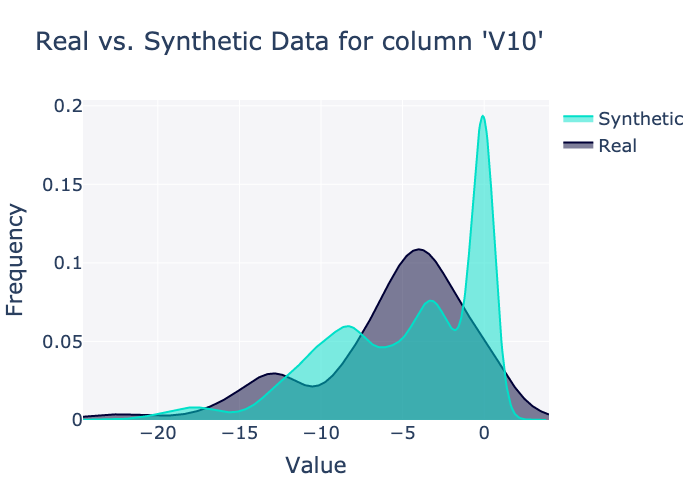 Real vs. Synthetic Data for column 'V10'
Synthetic
Real
0.2
0.15
0.1
0.05
0
Frequency
−20
−15
−10
−5
0
Value